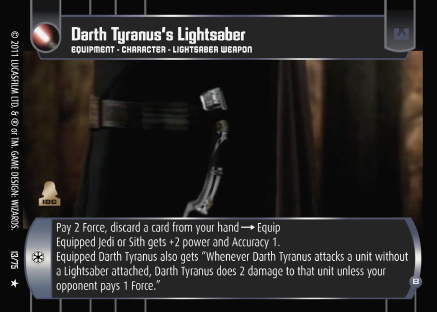 Darth Tyranus's Lightsaber
EQUIPMENT - CHARACTER - LIGHTSABER WEAPON
© 2011 LUCASFILM LTD. & ® or TM. GAME DESIGN: WIZARDS.
13/75
IDC
Pay 2 Force, discard a card from your hand → Equip
Equipped Jedi or Sith gets +2 power and Accuracy 1.
Equipped Darth Tyranus also gets “Whenever Darth Tyranus attacks a unit without
a Lightsaber attached, Darth Tyranus does 2 damage to that unit unless your
opponent pays 1 Force.”